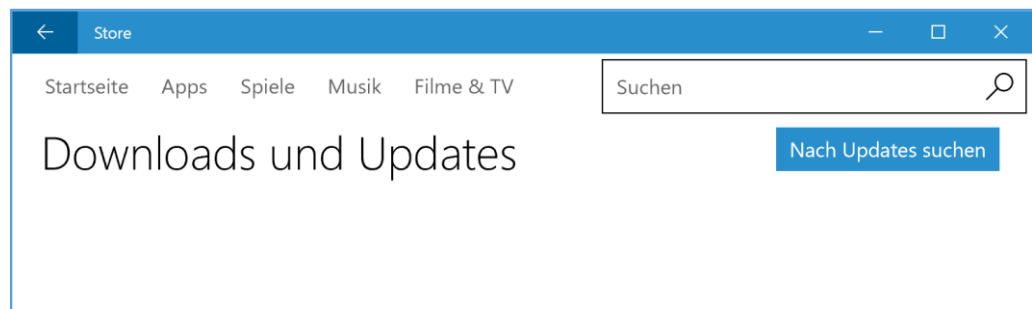 Store
Startseite Apps Spiele Musik Filme & TV Suchen
Downloads und Updates Nach Updates suchen